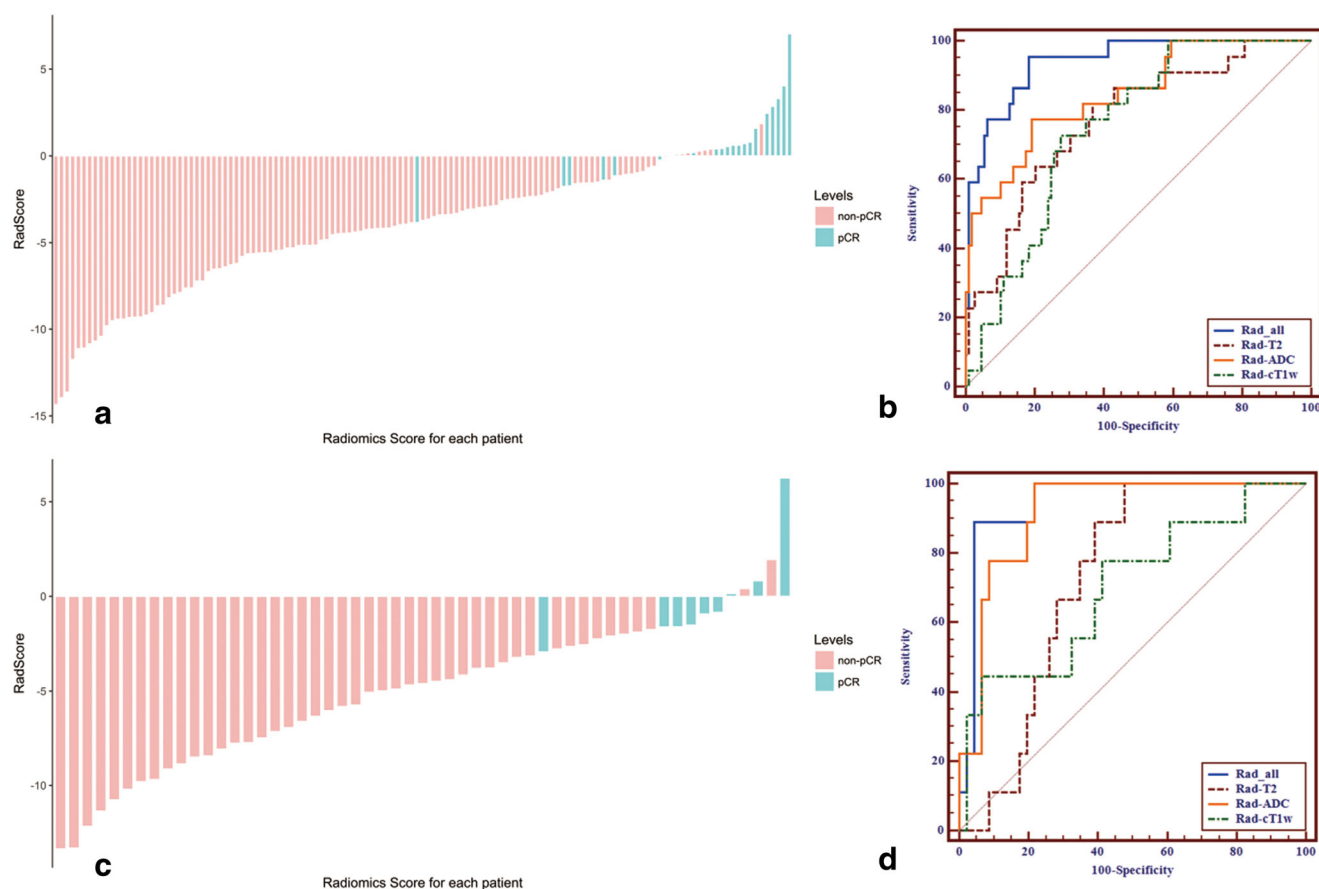 5
0
-5
-10
-15
RadScore
a
Radiomics Score for each patient
Levels
non-pCR
pCR
100
80
60
40
20
0
Sensitivity
0 20 40 60 80 100
100-Specificity
b
Rad_all
Rad-T2
Rad-ADC
Rad-cT1w
5
0
-5
-10
RadScore
c
Radiomics Score for each patient
Levels
non-pCR
pCR
100
80
60
40
20
0
Sensitivity
0 20 40 60 80 100
100-Specificity
d
Rad_all
Rad-T2
Rad-ADC
Rad-cT1w